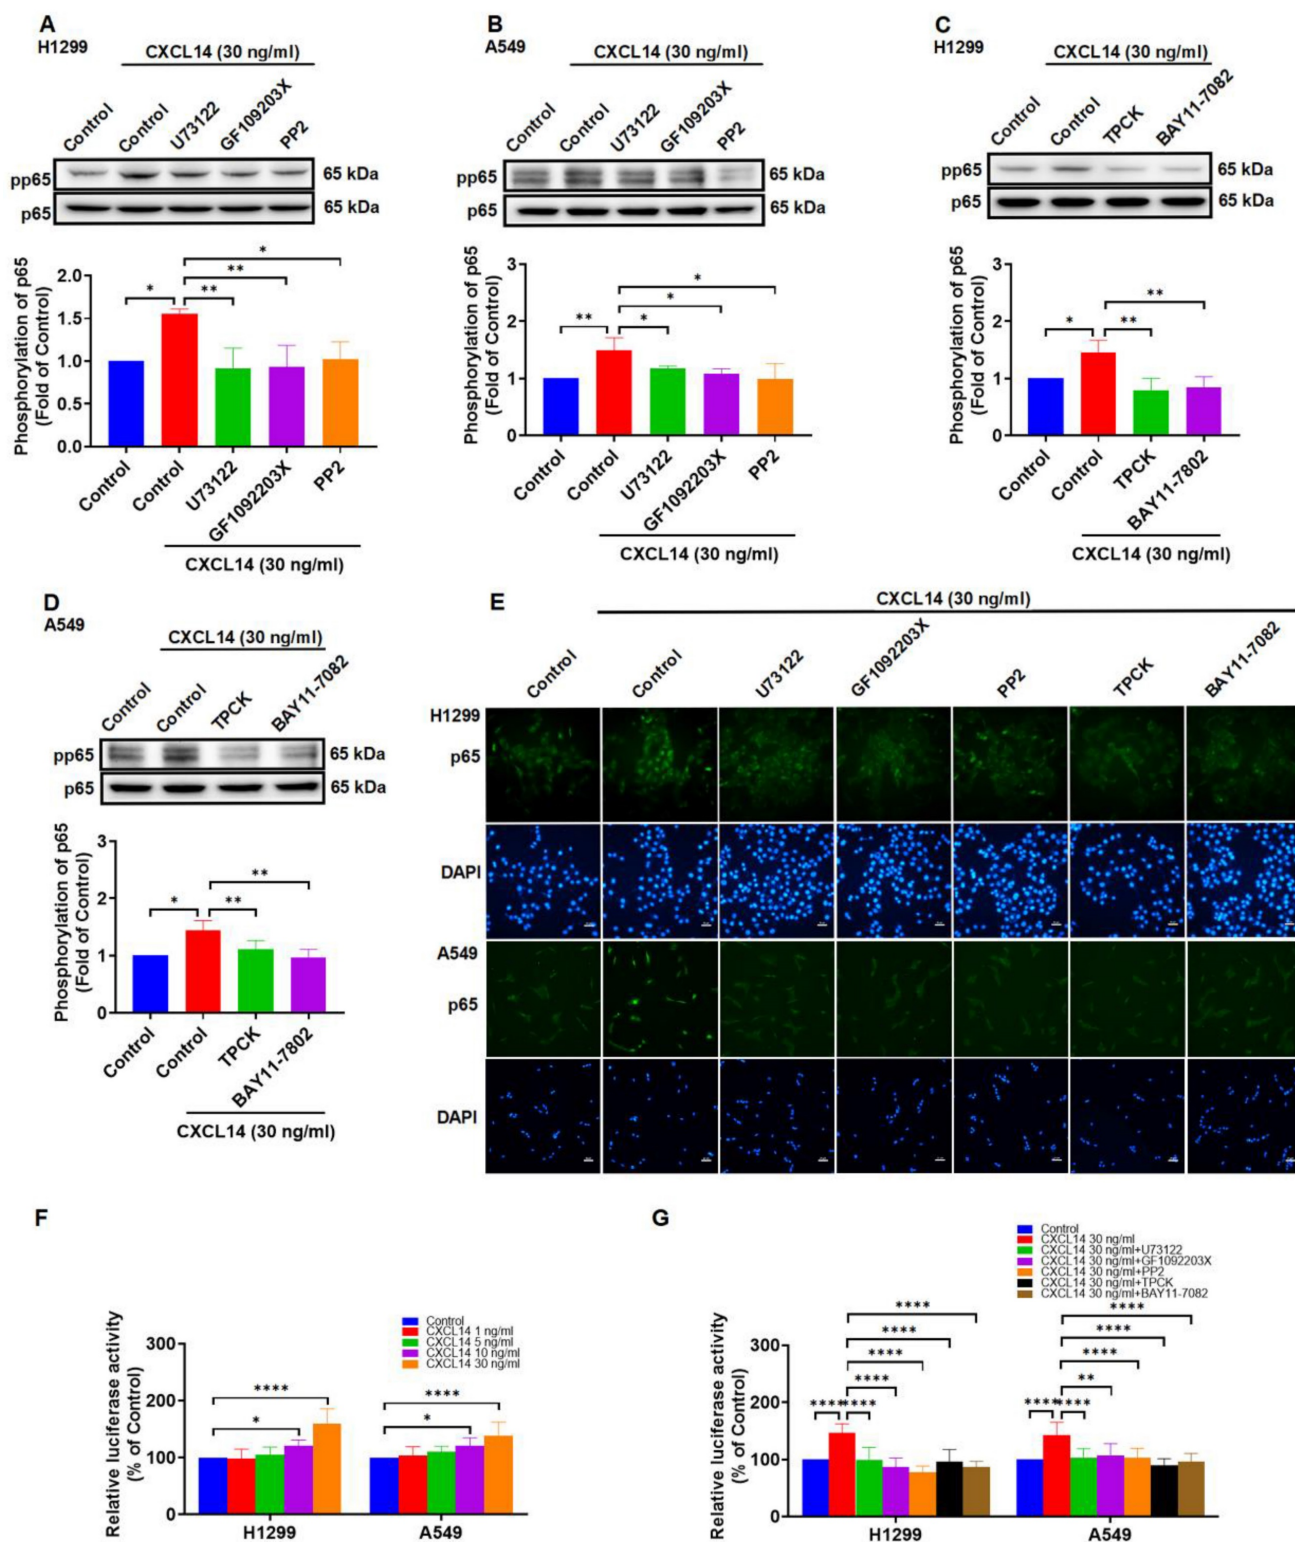 A
H1299
CXCL14 (30 ng/ml)
Control
Control
U73122
GF109203X
PP2
pp65
65 kDa
p65
65 kDa
Phosphorylation of p65
(Fold of Control)
2.0
1.5
1.0
0.5
0.0
*
**
**
*
Control
Control
U73122
GF1092203X
PP2
CXCL14 (30 ng/ml)
B
A549
CXCL14 (30 ng/ml)
Control
Control
U73122
GF109203X
PP2
pp65
65 kDa
p65
65 kDa
Phosphorylation of p65
(Fold of Control)
3
2
1
0
**
*
*
*
Control
Control
U73122
GF1092203X
PP2
CXCL14 (30 ng/ml)
C
H1299
CXCL14 (30 ng/ml)
Control
Control
TPCK
BAY11-7082
pp65
65 kDa
p65
65 kDa
Phosphorylation of p65
(Fold of Control)
3
2
1
0
*
**
**
Control
Control
TPCK
BAY11-7802
CXCL14 (30 ng/ml)
D
A549
CXCL14 (30 ng/ml)
Control
Control
TPCK
BAY11-7082
pp65
65 kDa
p65
65 kDa
Phosphorylation of p65
(Fold of Control)
3
2
1
0
*
**
**
Control
Control
TPCK
BAY11-7802
CXCL14 (30 ng/ml)
E
CXCL14 (30 ng/ml)
Control
Control
U73122
GF1092203X
PP2
TPCK
BAY11-7082
H1299
p65
DAPI
A549
p65
DAPI
F
Control
CXCL14 1 ng/ml
CXCL14 5 ng/ml
CXCL14 10 ng/ml
CXCL14 30 ng/ml
Relative luciferase activity
(% of Control)
300
200
100
0
****
*
****
*
H1299
A549
G
Control
CXCL14 30 ng/ml
CXCL14 30 ng/ml+U73122
CXCL14 30 ng/ml+GF1092203X
CXCL14 30 ng/ml+PP2
CXCL14 30 ng/ml+TPCK
CXCL14 30 ng/ml+BAY11-7082
Relative luciferase activity
(% of Control)
300
200
100
0
****
****
****
****
****
****
****
****
****
**
****
****
H1299
A549